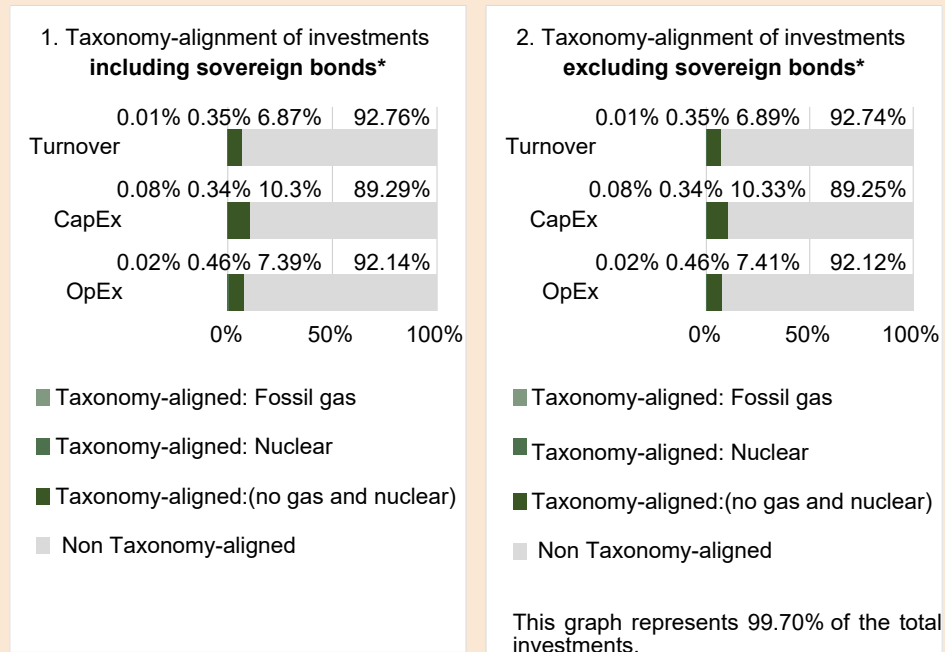 1. Taxonomy-alignment of investments
including sovereign bonds*
0.01% 0.35% 6.87% 92.76%
Turnover
0.08% 0.34% 10.3% 89.29%
CapEx
0.02% 0.46% 7.39% 92.14%
OpEx
0% 50% 100%
Taxonomy-aligned: Fossil gas
Taxonomy-aligned: Nuclear
Taxonomy-aligned:(no gas and nuclear)
Non Taxonomy-aligned
2. Taxonomy-alignment of investments
excluding sovereign bonds*
0.01% 0.35% 6.89% 92.74%
Turnover
0.08% 0.34% 10.33% 89.25%
CapEx
0.02% 0.46% 7.41% 92.12%
OpEx
0% 50% 100%
Taxonomy-aligned: Fossil gas
Taxonomy-aligned: Nuclear
Taxonomy-aligned:(no gas and nuclear)
Non Taxonomy-aligned
This graph represents 99.70% of the total
investments.